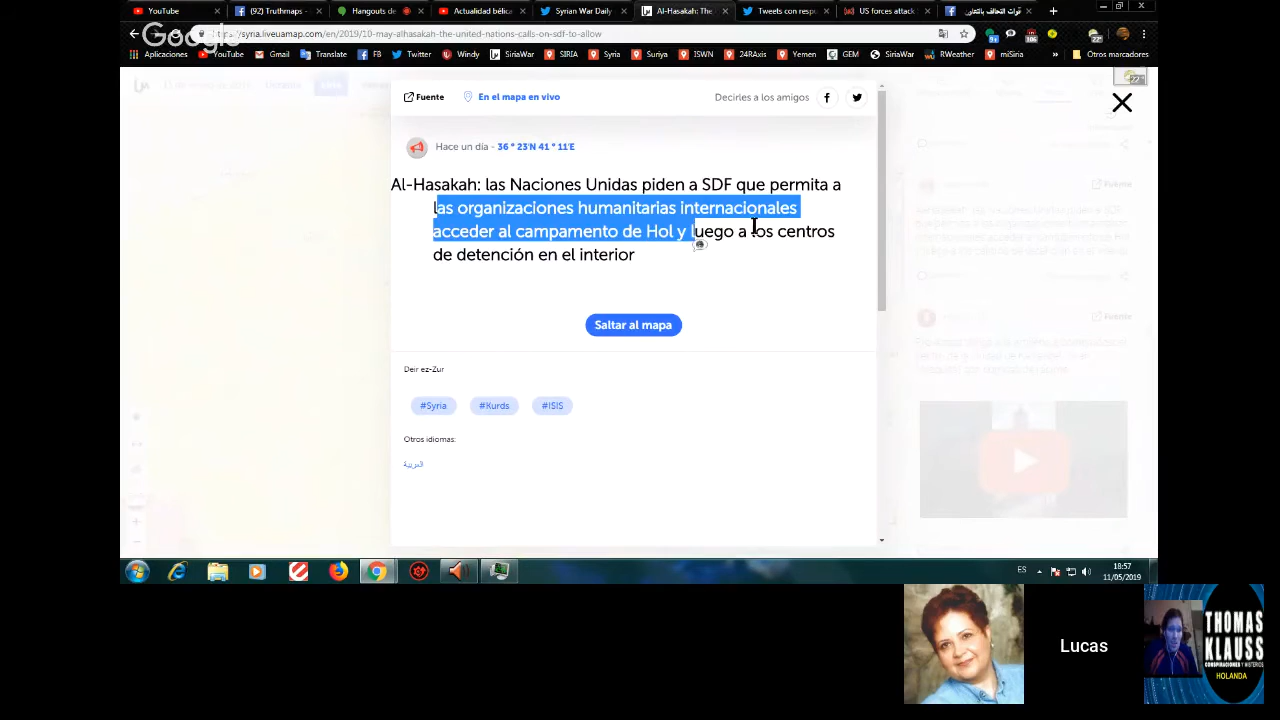 YouTube
(92) Truthmaps
Hangouts de
Actualidad bélica
Syrian War Daily
Al-Hasakah: The
Tweets con resp
US forces attack
Google
syria.liveuamap.com/en/2019/10-may-alhasakah-the-united-nations-calls-on-sdf-to-allow
Aplicaciones YouTube Gmail Translate FB Twitter Windy SiriaWar SIRIA Syria Suriya ISWN 24RAxis Yemen GEM SiriaWar RWeather miSiria » Otros marcadores
Fuente En el mapa en vivo Decirles a los amigos
Hace un día - 36 ° 23'N 41 ° 11'E
Al-Hasakah: las Naciones Unidas piden a SDF que permita a
las organizaciones humanitarias internacionales
acceder al campamento de Hol y luego a los centros
de detención en el interior
Saltar al mapa
Deir ez-Zur
#Syria #Kurds #ISIS
Otros idiomas:
العربية
Fuente
Fuente
ES 18:57
11/05/2019
Lucas
THOMAS
KLAUSS
CONSPIRACIONES Y MISTERIOS
HOLANDA